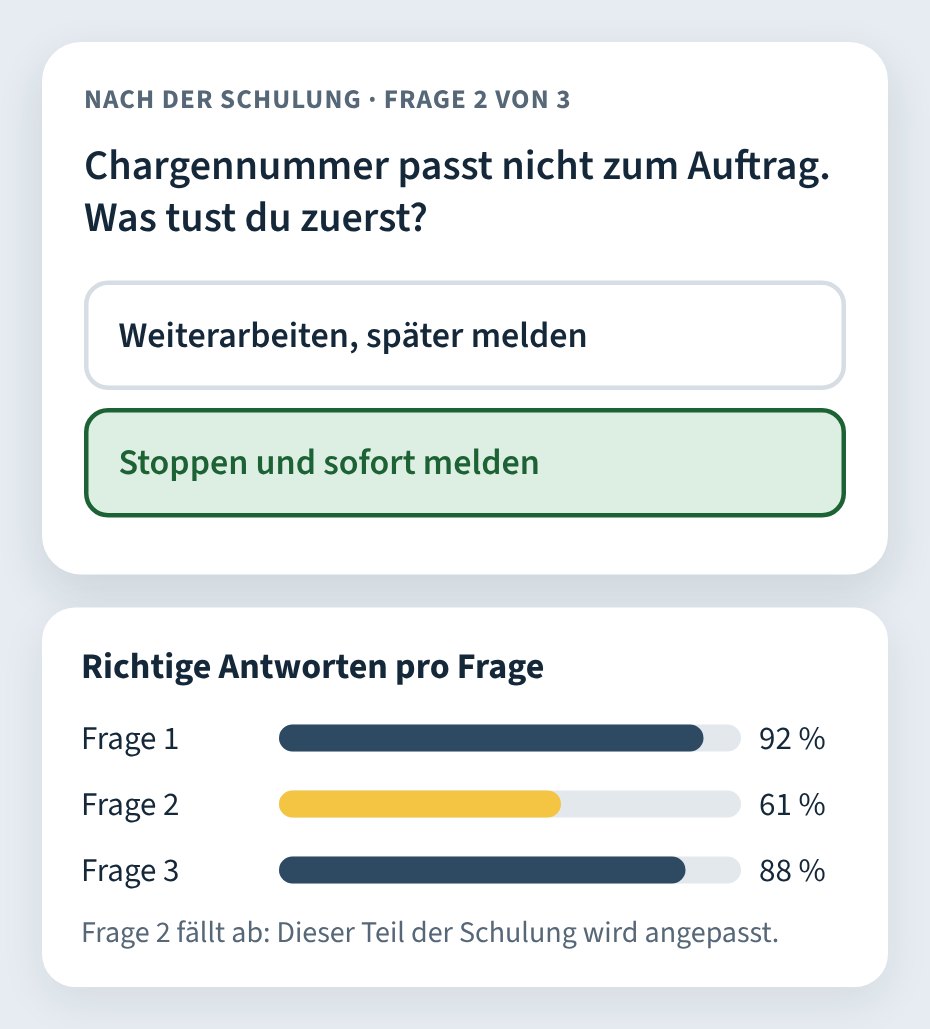 NACH DER SCHULUNG · FRAGE 2 VON 3
Chargennummer passt nicht zum Auftrag.
Was tust du zuerst?
Weiterarbeiten, später melden
Stoppen und sofort melden
Richtige Antworten pro Frage
Frage 1 92 %
Frage 2 61 %
Frage 3 88 %
Frage 2 fällt ab: Dieser Teil der Schulung wird angepasst.